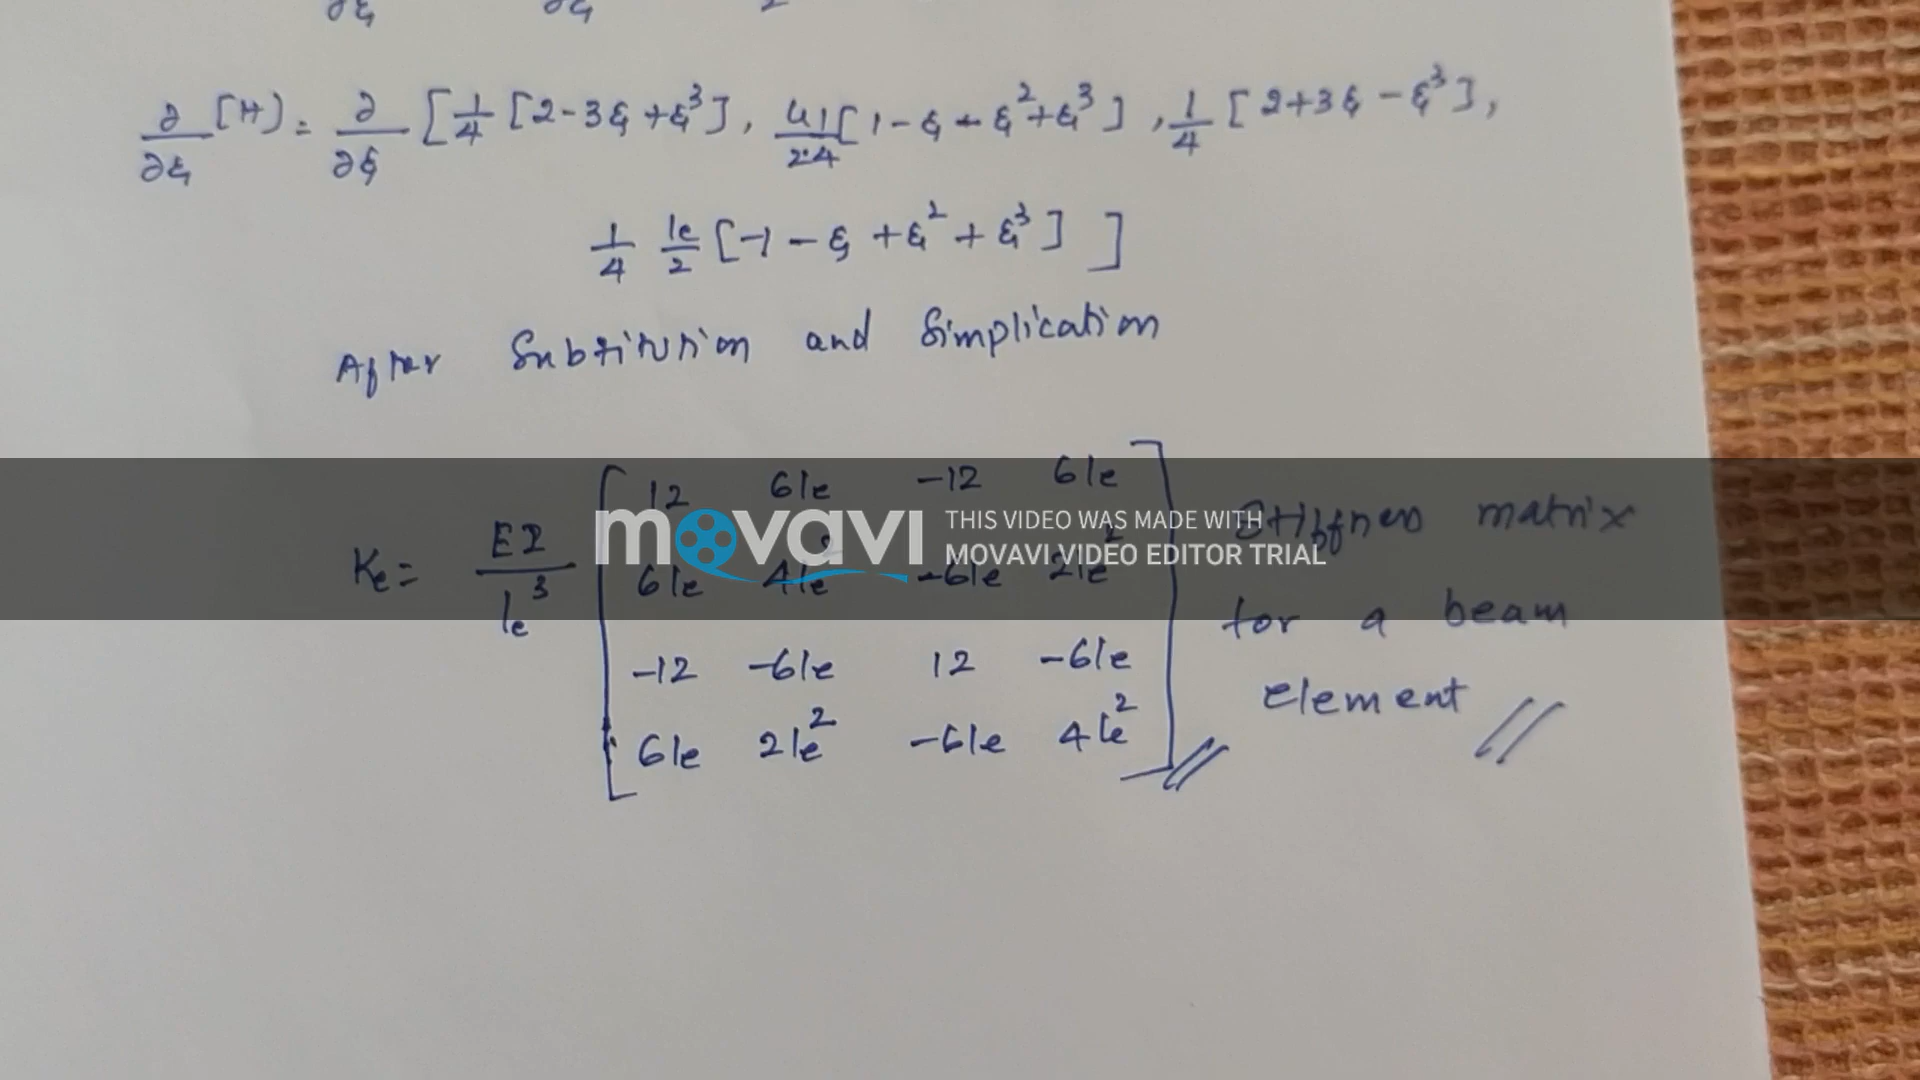 ∂/∂ξ [H] = ∂/∂ξ [ 1/4 [2-3ξ+ξ³], 1/4 [1-ξ-ξ²+ξ³], 1/4 [2+3ξ-ξ³],
1/4 le/2 [-1-ξ+ξ²+ξ³] ]
After Substitution and Simplication
12 6le -12 6le
movavi THIS VIDEO WAS MADE WITH
MOVAVI VIDEO EDITOR TRIAL
Ke = EI/le³ Stiffness matrix
6le 4le² -6le 2le²
for a beam
-12 -6le 12 -6le
element //
6le 2le² -6le 4le² //